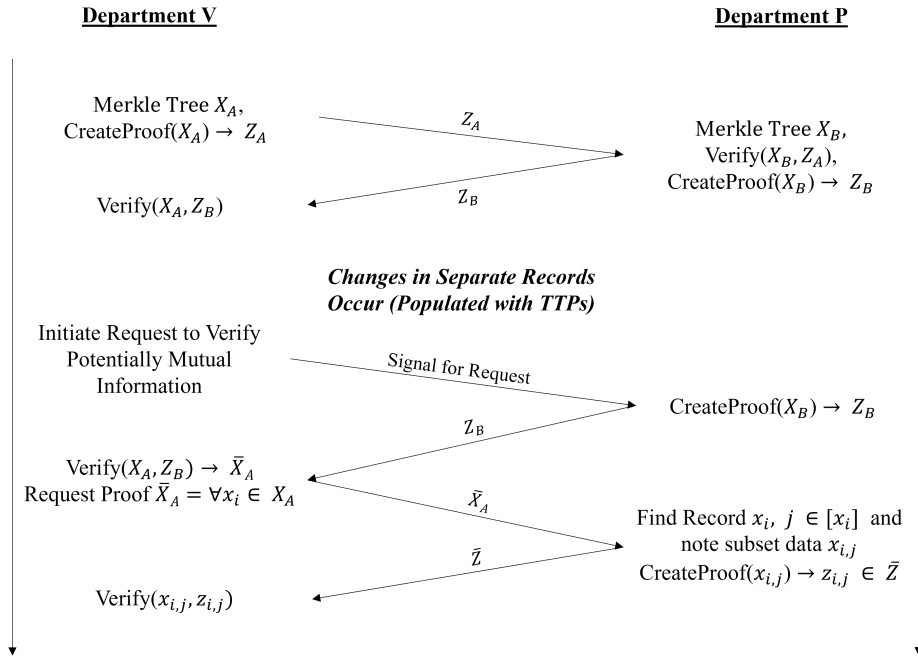 Department V
Department P
Merkle Tree X_A,
CreateProof(X_A) → Z_A
Z_A
Merkle Tree X_B,
Verify(X_B, Z_A),
CreateProof(X_B) → Z_B
Z_B
Verify(X_A, Z_B)
Changes in Separate Records
Occur (Populated with TTPs)
Initiate Request to Verify
Potentially Mutual
Information
Signal for Request
CreateProof(X_B) → Z_B
Z_B
Verify(X_A, Z_B) → X̄_A
Request Proof X̄_A = ∀x_i ∈ X_A
X̄_A
Find Record x_i, j ∈ [x_i] and
note subset data x_{i,j}
CreateProof(x_{i,j}) → z_{i,j} ∈ Z̄
Z̄
Verify(x_{i,j}, z_{i,j})